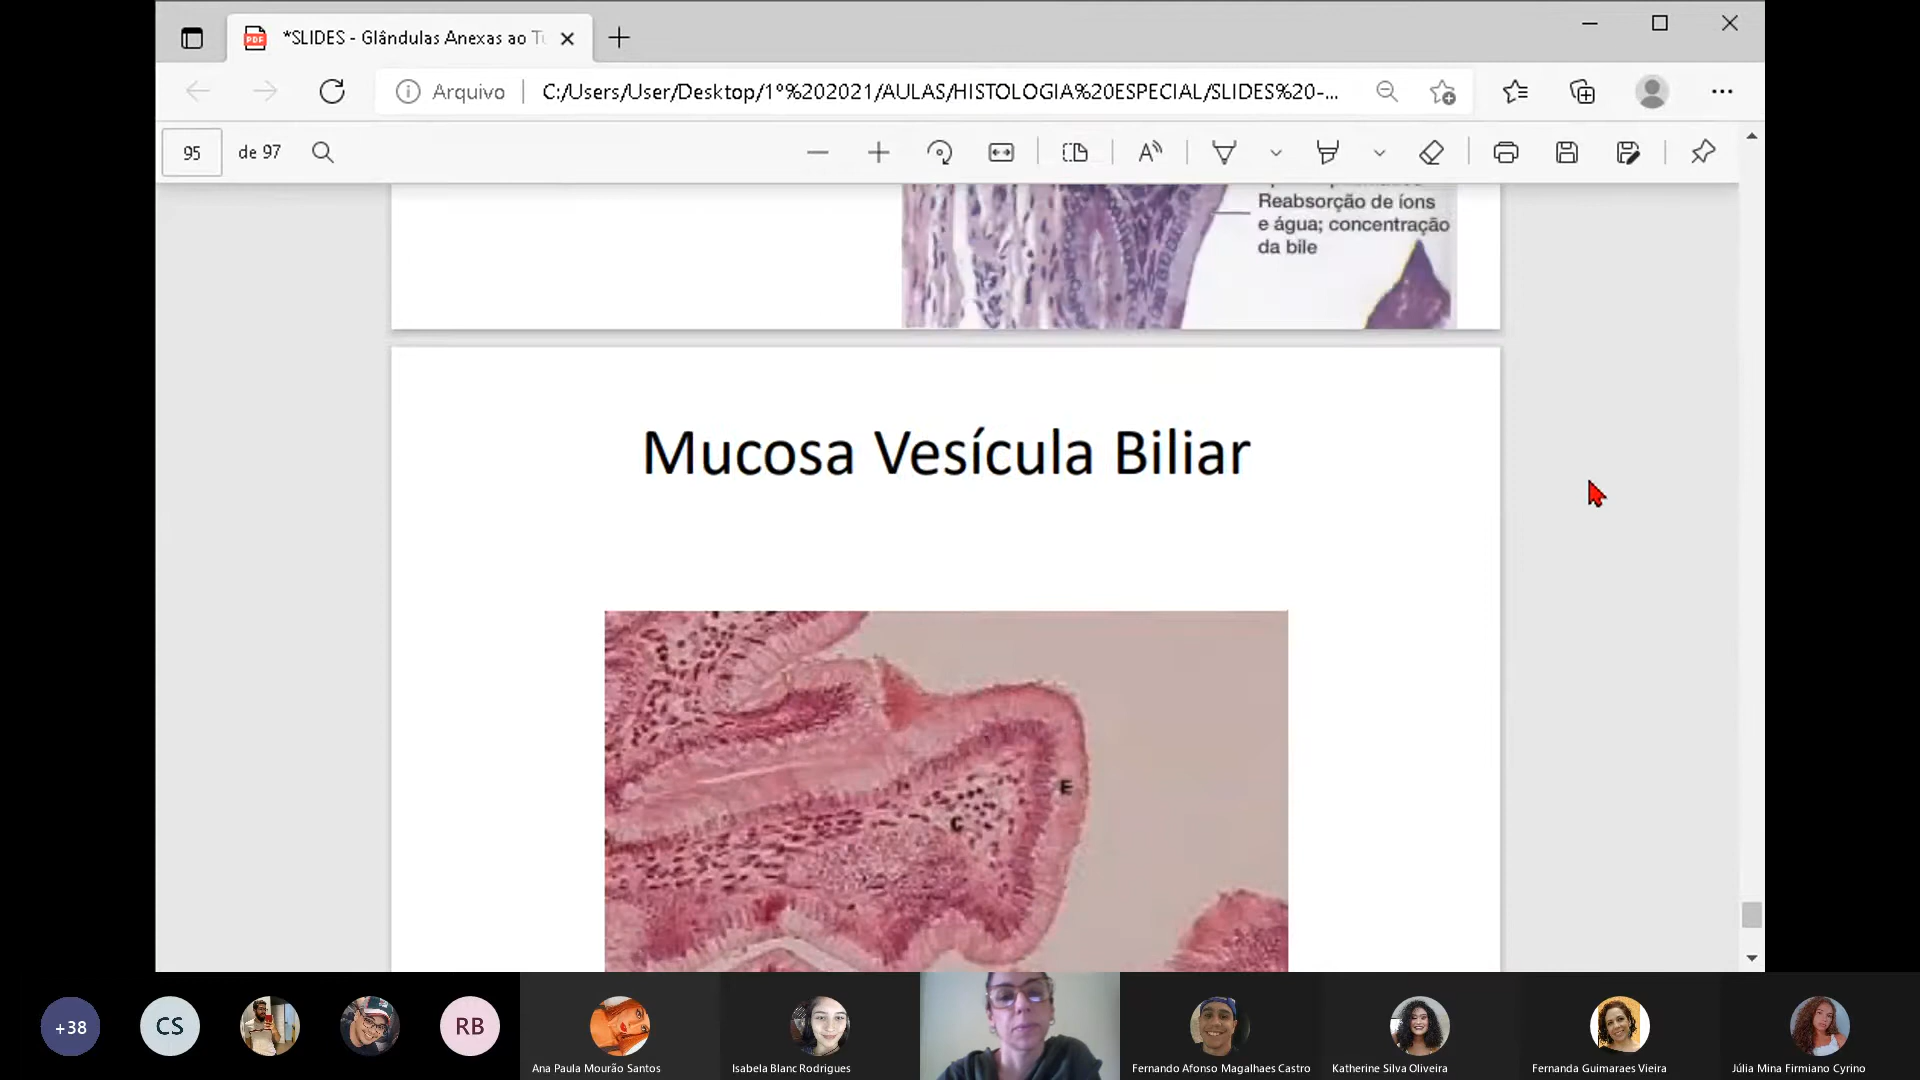 *SLIDES - Glândulas Anexas ao T
Arquivo
C:/Users/User/Desktop/1º%202021/AULAS/HISTOLOGIA%20ESPECIAL/SLIDES%20-...
95
de 97
Reabsorção de íons
e água; concentração
da bile
Mucosa Vesícula Biliar
E
C
+38
CS
RB
Ana Paula Mourão Santos
Isabela Blanc Rodrigues
Fernando Afonso Magalhaes Castro
Katherine Silva Oliveira
Fernanda Guimaraes Vieira
Júlia Mina Firmiano Cyrino